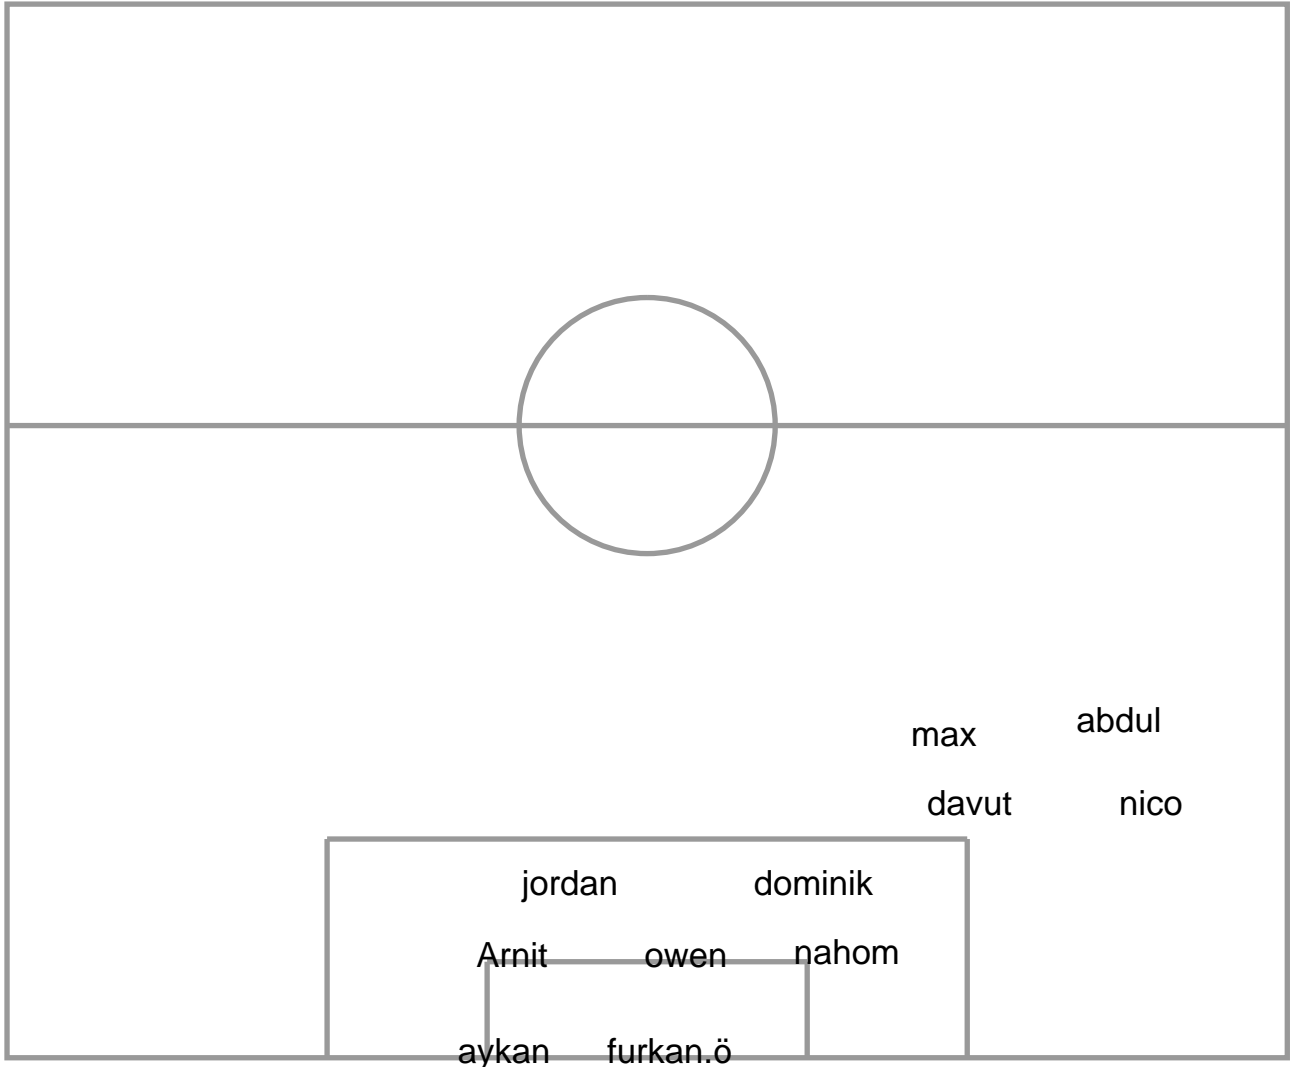 abdul
max
davut nico
jordan dominik
Arnit owen nahom
aykan furkan.ö